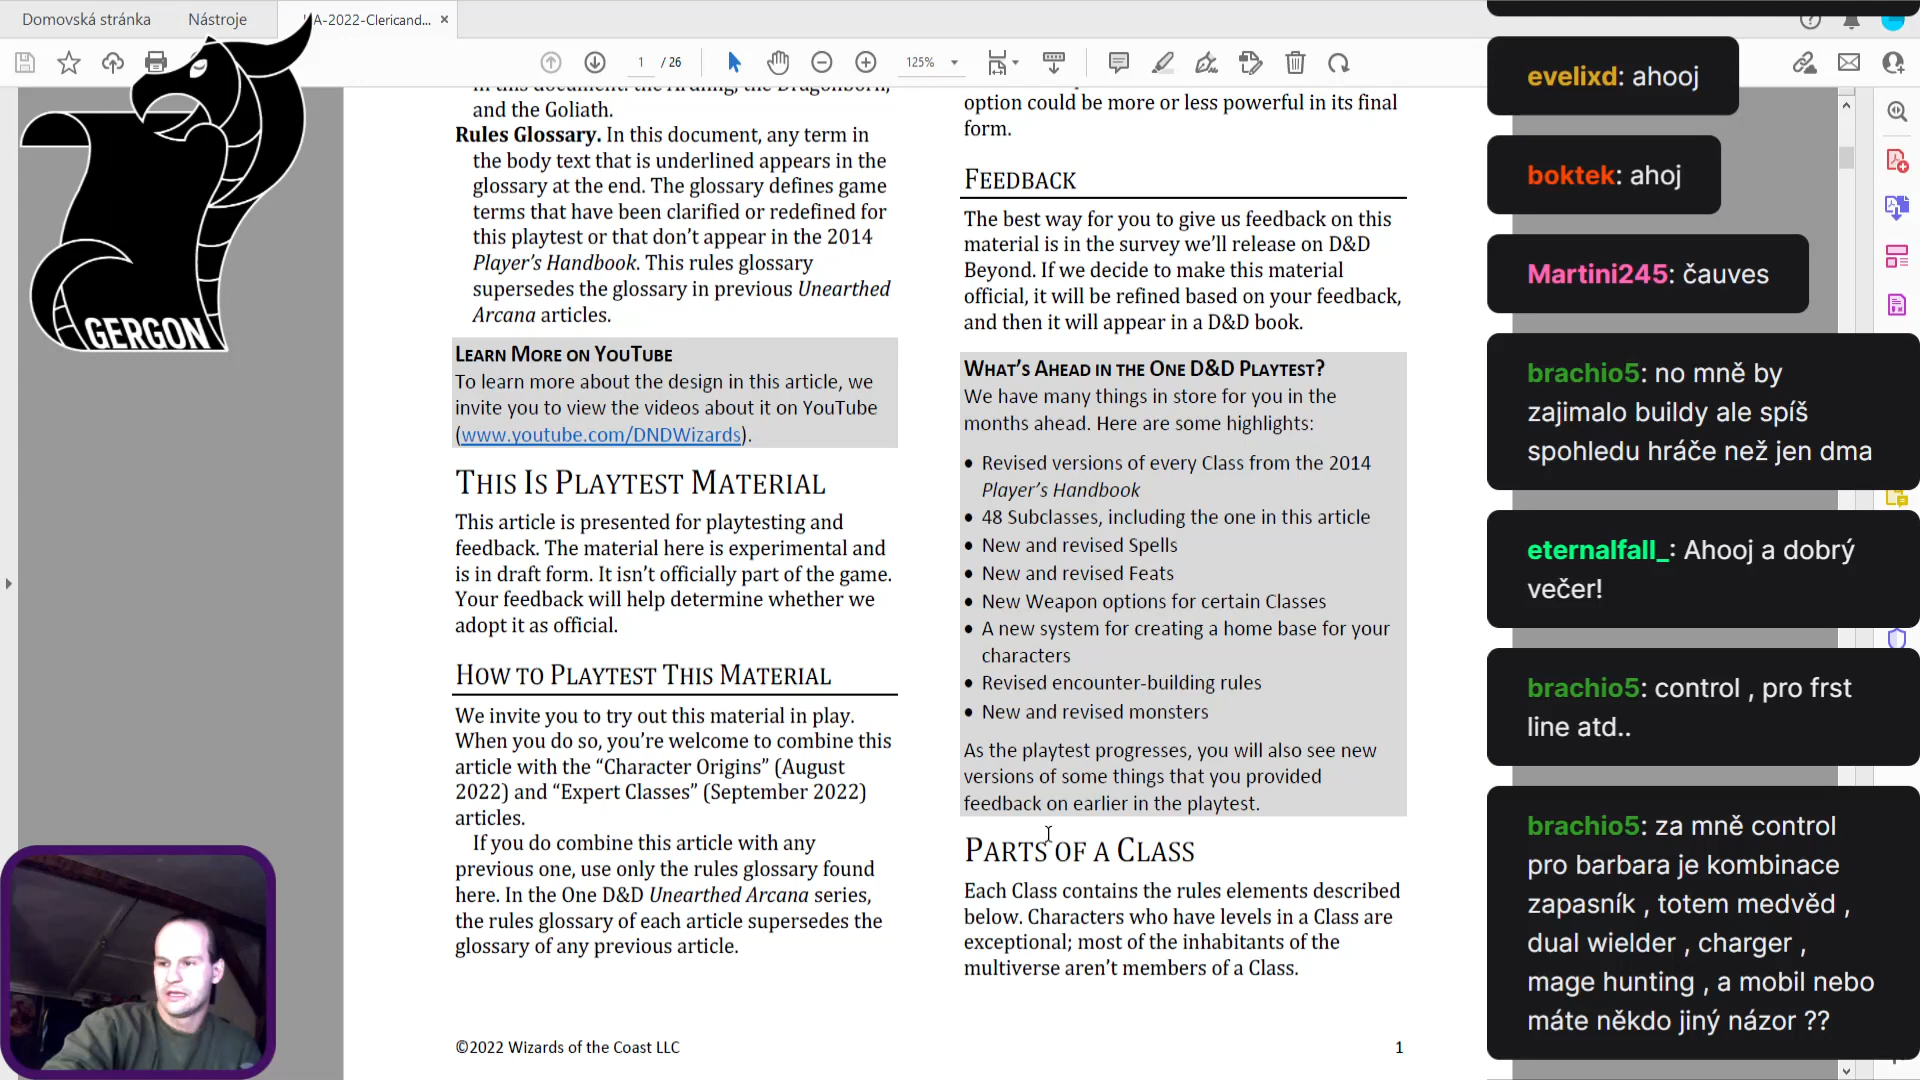 Domovská stránka
Nástroje
A-2022-Clericand...
1 / 26
125%
GERGON
and the Goliath.
Rules Glossary. In this document, any term in
the body text that is underlined appears in the
glossary at the end. The glossary defines game
terms that have been clarified or redefined for
this playtest or that don’t appear in the 2014
Player’s Handbook. This rules glossary
supersedes the glossary in previous Unearthed
Arcana articles.
LEARN MORE ON YOUTUBE
To learn more about the design in this article, we
invite you to view the videos about it on YouTube
(www.youtube.com/DNDWizards).
THIS IS PLAYTEST MATERIAL
This article is presented for playtesting and
feedback. The material here is experimental and
is in draft form. It isn’t officially part of the game.
Your feedback will help determine whether we
adopt it as official.
HOW TO PLAYTEST THIS MATERIAL
We invite you to try out this material in play.
When you do so, you’re welcome to combine this
article with the “Character Origins” (August
2022) and “Expert Classes” (September 2022)
articles.
If you do combine this article with any
previous one, use only the rules glossary found
here. In the One D&D Unearthed Arcana series,
the rules glossary of each article supersedes the
glossary of any previous article.
©2022 Wizards of the Coast LLC
option could be more or less powerful in its final
form.
FEEDBACK
The best way for you to give us feedback on this
material is in the survey we’ll release on D&D
Beyond. If we decide to make this material
official, it will be refined based on your feedback,
and then it will appear in a D&D book.
WHAT’S AHEAD IN THE ONE D&D PLAYTEST?
We have many things in store for you in the
months ahead. Here are some highlights:
• Revised versions of every Class from the 2014
Player’s Handbook
• 48 Subclasses, including the one in this article
• New and revised Spells
• New and revised Feats
• New Weapon options for certain Classes
• A new system for creating a home base for your
characters
• Revised encounter-building rules
• New and revised monsters
As the playtest progresses, you will also see new
versions of some things that you provided
feedback on earlier in the playtest.
PARTS OF A CLASS
Each Class contains the rules elements described
below. Characters who have levels in a Class are
exceptional; most of the inhabitants of the
multiverse aren’t members of a Class.
1
evelixd: ahooj
boktek: ahoj
Martini245: čauves
brachio5: no mně by
zajimalo buildy ale spíš
spohledu hráče než jen dma
eternalfall_: Ahooj a dobrý
večer!
brachio5: control , pro frst
line atd..
brachio5: za mně control
pro barbara je kombinace
zapasník , totem medvěd ,
dual wielder , charger ,
mage hunting , a mobil nebo
máte někdo jiný názor ??